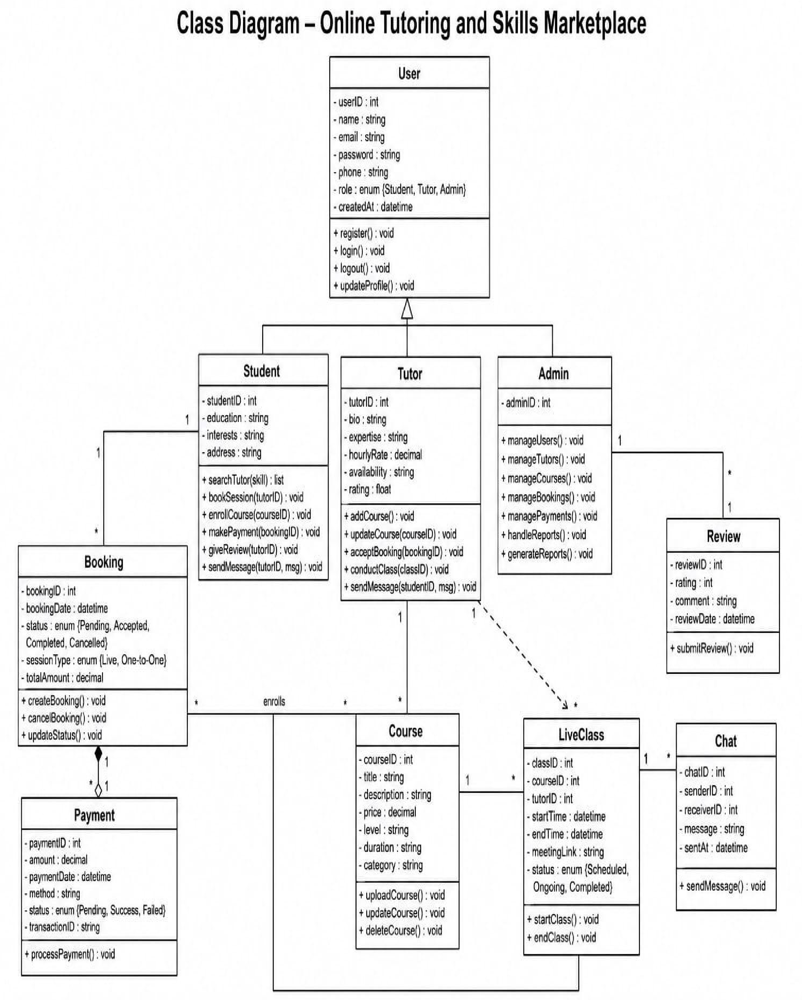 Class Diagram – Online Tutoring and Skills Marketplace
User
- userID : int
- name : string
- email : string
- password : string
- phone : string
- role : enum {Student, Tutor, Admin}
- createdAt : datetime
+ register() : void
+ login() : void
+ logout() : void
+ updateProfile() : void
Student
- studentID : int
- education : string
- interests : string
- address : string
+ searchTutor(skill) : list
+ bookSession(tutorID) : void
+ enrollCourse(courseID) : void
+ makePayment(bookingID) : void
+ giveReview(tutorID) : void
+ sendMessage(tutorID, msg) : void
Tutor
- tutorID : int
- bio : string
- expertise : string
- hourlyRate : decimal
- availability : string
- rating : float
+ addCourse() : void
+ updateCourse(courseID) : void
+ acceptBooking(bookingID) : void
+ conductClass(classID) : void
+ sendMessage(studentID, msg) : void
Admin
- adminID : int
+ manageUsers() : void
+ manageTutors() : void
+ manageCourses() : void
+ manageBookings() : void
+ managePayments() : void
+ handleReports() : void
+ generateReports() : void
1
1
*
1
*
1
Review
- reviewID : int
- rating : int
- comment : string
- reviewDate : datetime
+ submitReview() : void
Booking
- bookingID : int
- bookingDate : datetime
- status : enum {Pending, Accepted,
Completed, Cancelled}
- sessionType : enum {Live, One-to-One}
- totalAmount : decimal
+ createBooking() : void
+ cancelBooking() : void
+ updateStatus() : void
1
1
*
enrolls
*
*
*
1
* 1
Payment
- paymentID : int
- amount : decimal
- paymentDate : datetime
- method : string
- status : enum {Pending, Success, Failed}
- transactionID : string
+ processPayment() : void
Course
- courseID : int
- title : string
- description : string
- price : decimal
- level : string
- duration : string
- category : string
+ uploadCourse() : void
+ updateCourse() : void
+ deleteCourse() : void
1
*
LiveClass
- classID : int
- courseID : int
- tutorID : int
- startTime : datetime
- endTime : datetime
- meetingLink : string
- status : enum {Scheduled,
Ongoing, Completed}
+ startClass() : void
+ endClass() : void
1
*
Chat
- chatID : int
- senderID : int
- receiverID : int
- message : string
- sentAt : datetime
+ sendMessage() : void